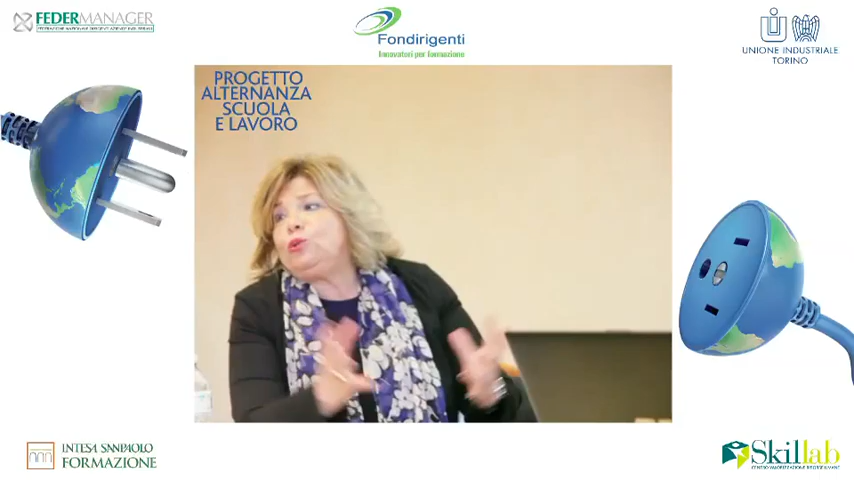 FEDERMANAGER
Fondirigenti
Innovatori per formazione
UNIONE INDUSTRIALE
TORINO
PROGETTO
ALTERNANZA
SCUOLA
E LAVORO
INTESA SANPAOLO
FORMAZIONE
Skillab